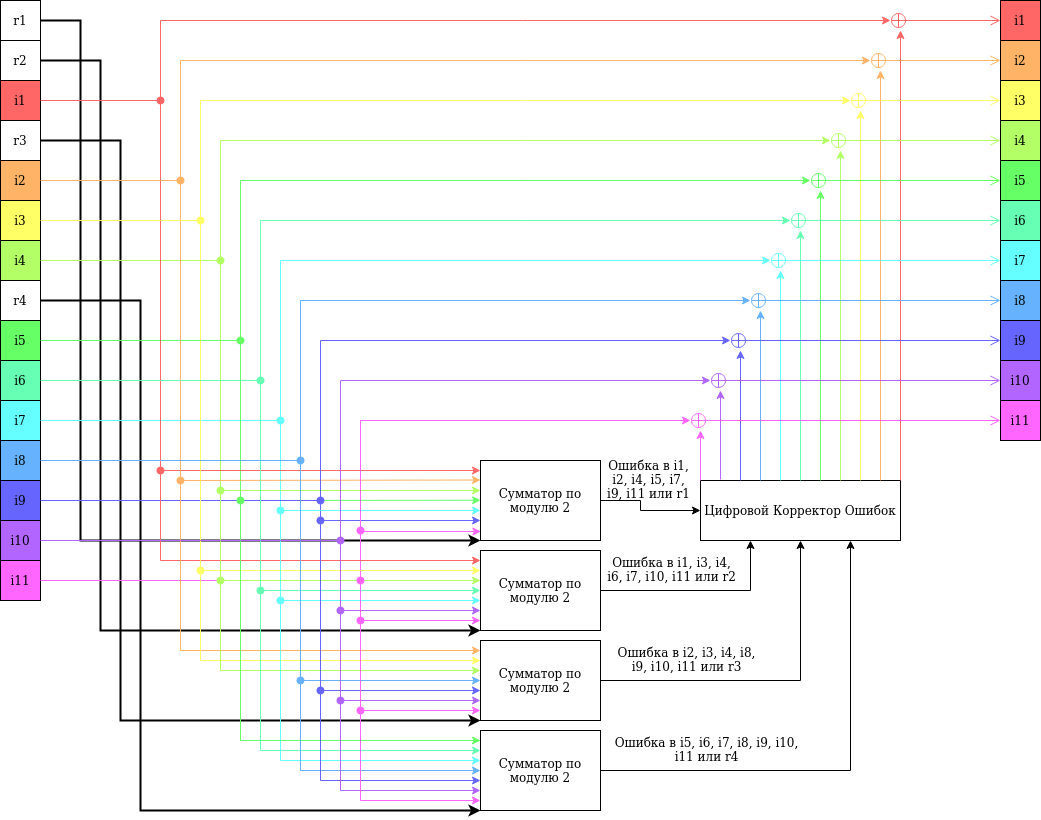 r1
r2
i1
r3
i2
i3
i4
r4
i5
i6
i7
i8
i9
i10
i11
i1
i2
i3
i4
i5
i6
i7
i8
i9
i10
i11
Сумматор по
модулю 2
Ошибка в i1,
i2, i4, i5, i7,
i9, i11 или r1
Цифровой Корректор Ошибок
Сумматор по
модулю 2
Ошибка в i1, i3, i4,
i6, i7, i10, i11 или r2
Сумматор по
модулю 2
Ошибка в i2, i3, i4, i8,
i9, i10, i11 или r3
Сумматор по
модулю 2
Ошибка в i5, i6, i7, i8, i9, i10,
i11 или r4